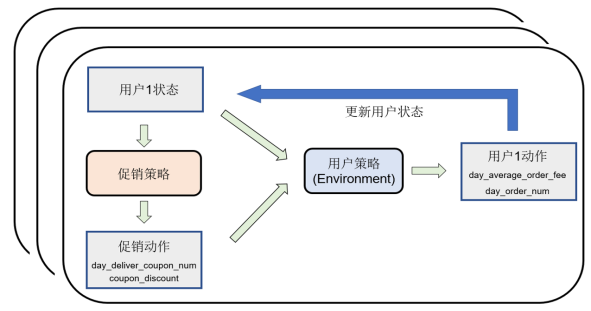 用户1状态
更新用户状态
促销策略
用户策略
(Environment)
用户1动作
day_average_order_fee
day_order_num
促销动作
day_deliver_coupon_num
coupon_discount